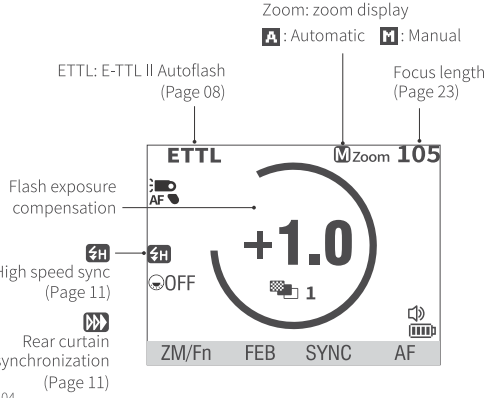 Zoom: zoom display
A : Automatic M : Manual
ETTL: E-TTL II Autoflash
(Page 08)
Focus length
(Page 23)
ETTL M Zoom 105
AF
Flash exposure
compensation
+1.0
H
H
High speed sync
(Page 11)
OFF
1
Rear curtain
synchronization
(Page 11)
ZM/Fn FEB SYNC AF
04